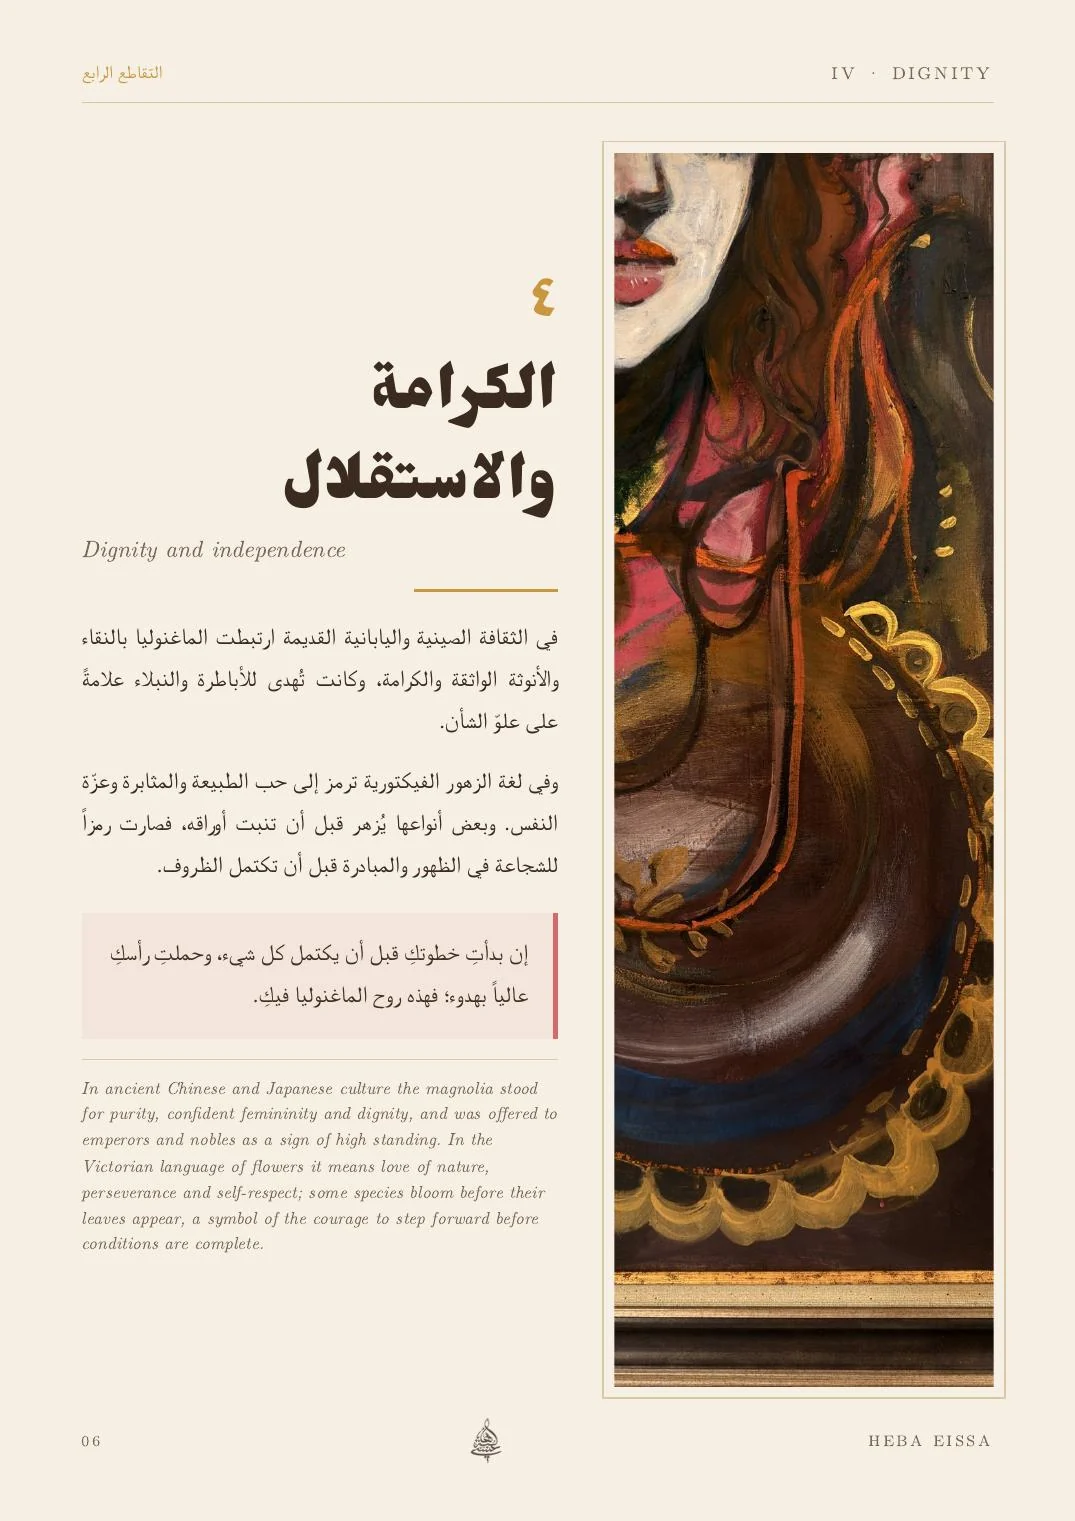 التقاطع الرابع
IV · DIGNITY
٤
الكرامة
والاستقلال
Dignity and independence
في الثقافة الصينية واليابانية القديمة ارتبطت الماغنوليا بالنقاء
والأنوثة الواثقة والكرامة، وكانت تُهدى للأباطرة والنبلاء علامةً
على علوّ الشأن.
وفي لغة الزهور الفيكتورية ترمز إلى حب الطبيعة والمثابرة وعزّة
النفس. وبعض أنواعها يُزهر قبل أن تنبت أوراقه، فصارت رمزاً
للشجاعة في الظهور والمبادرة قبل أن تكتمل الظروف.
إن بدأتِ خطوتكِ قبل أن يكتمل كل شيء، وحملتِ رأسكِ
عالياً بهدوء؛ فهذه روح الماغنوليا فيكِ.
In ancient Chinese and Japanese culture the magnolia stood
for purity, confident femininity and dignity, and was offered to
emperors and nobles as a sign of high standing. In the
Victorian language of flowers it means love of nature,
perseverance and self-respect; some species bloom before their
leaves appear, a symbol of the courage to step forward before
conditions are complete.
06
HEBA EISSA